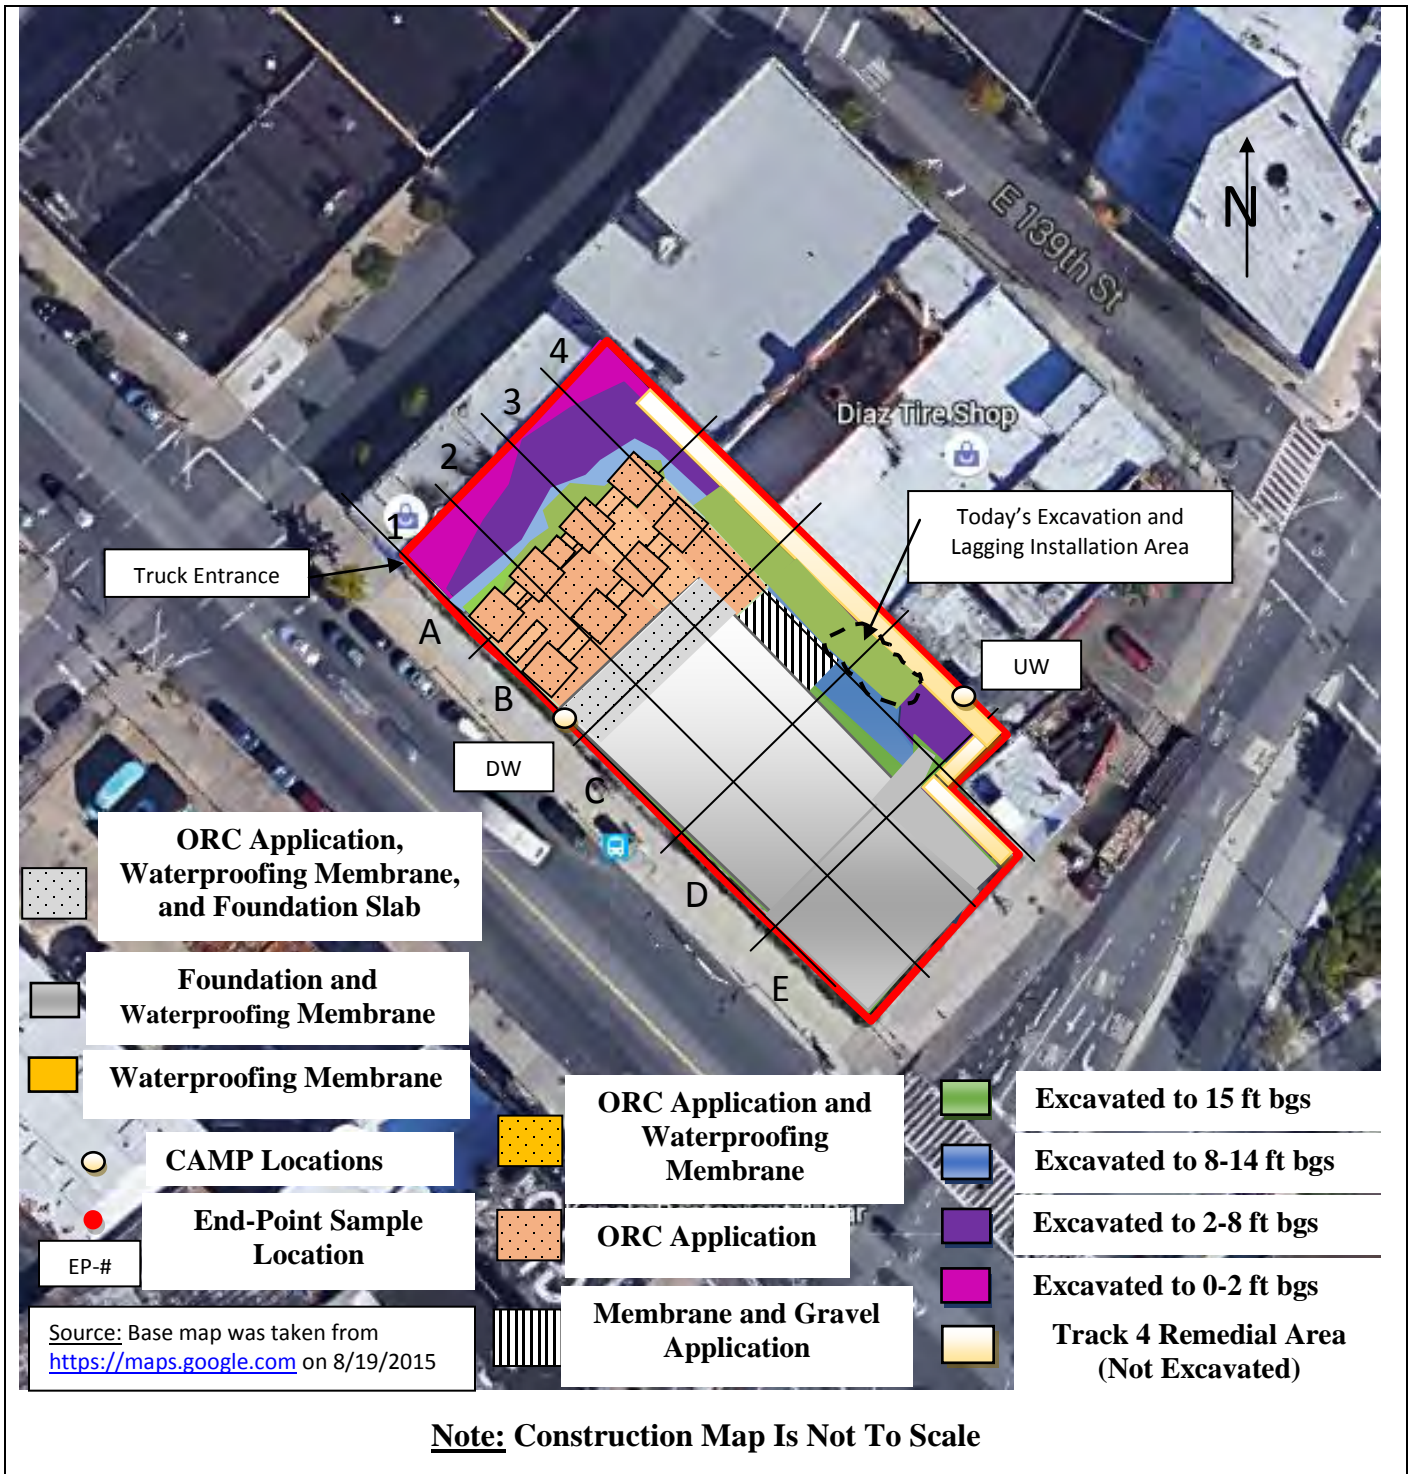 E 139th St
N
4
3
2
1
Diaz Tire Shop
Today's Excavation and
Lagging Installation Area
Truck Entrance
A
B
C
D
E
UW
DW
ORC Application,
Waterproofing Membrane,
and Foundation Slab
Foundation and
Waterproofing Membrane
Waterproofing Membrane
CAMP Locations
End-Point Sample
Location
EP-#
ORC Application and
Waterproofing
Membrane
ORC Application
Membrane and Gravel
Application
Excavated to 15 ft bgs
Excavated to 8-14 ft bgs
Excavated to 2-8 ft bgs
Excavated to 0-2 ft bgs
Track 4 Remedial Area
(Not Excavated)
Source: Base map was taken from
https://maps.google.com on 8/19/2015
Note: Construction Map Is Not To Scale